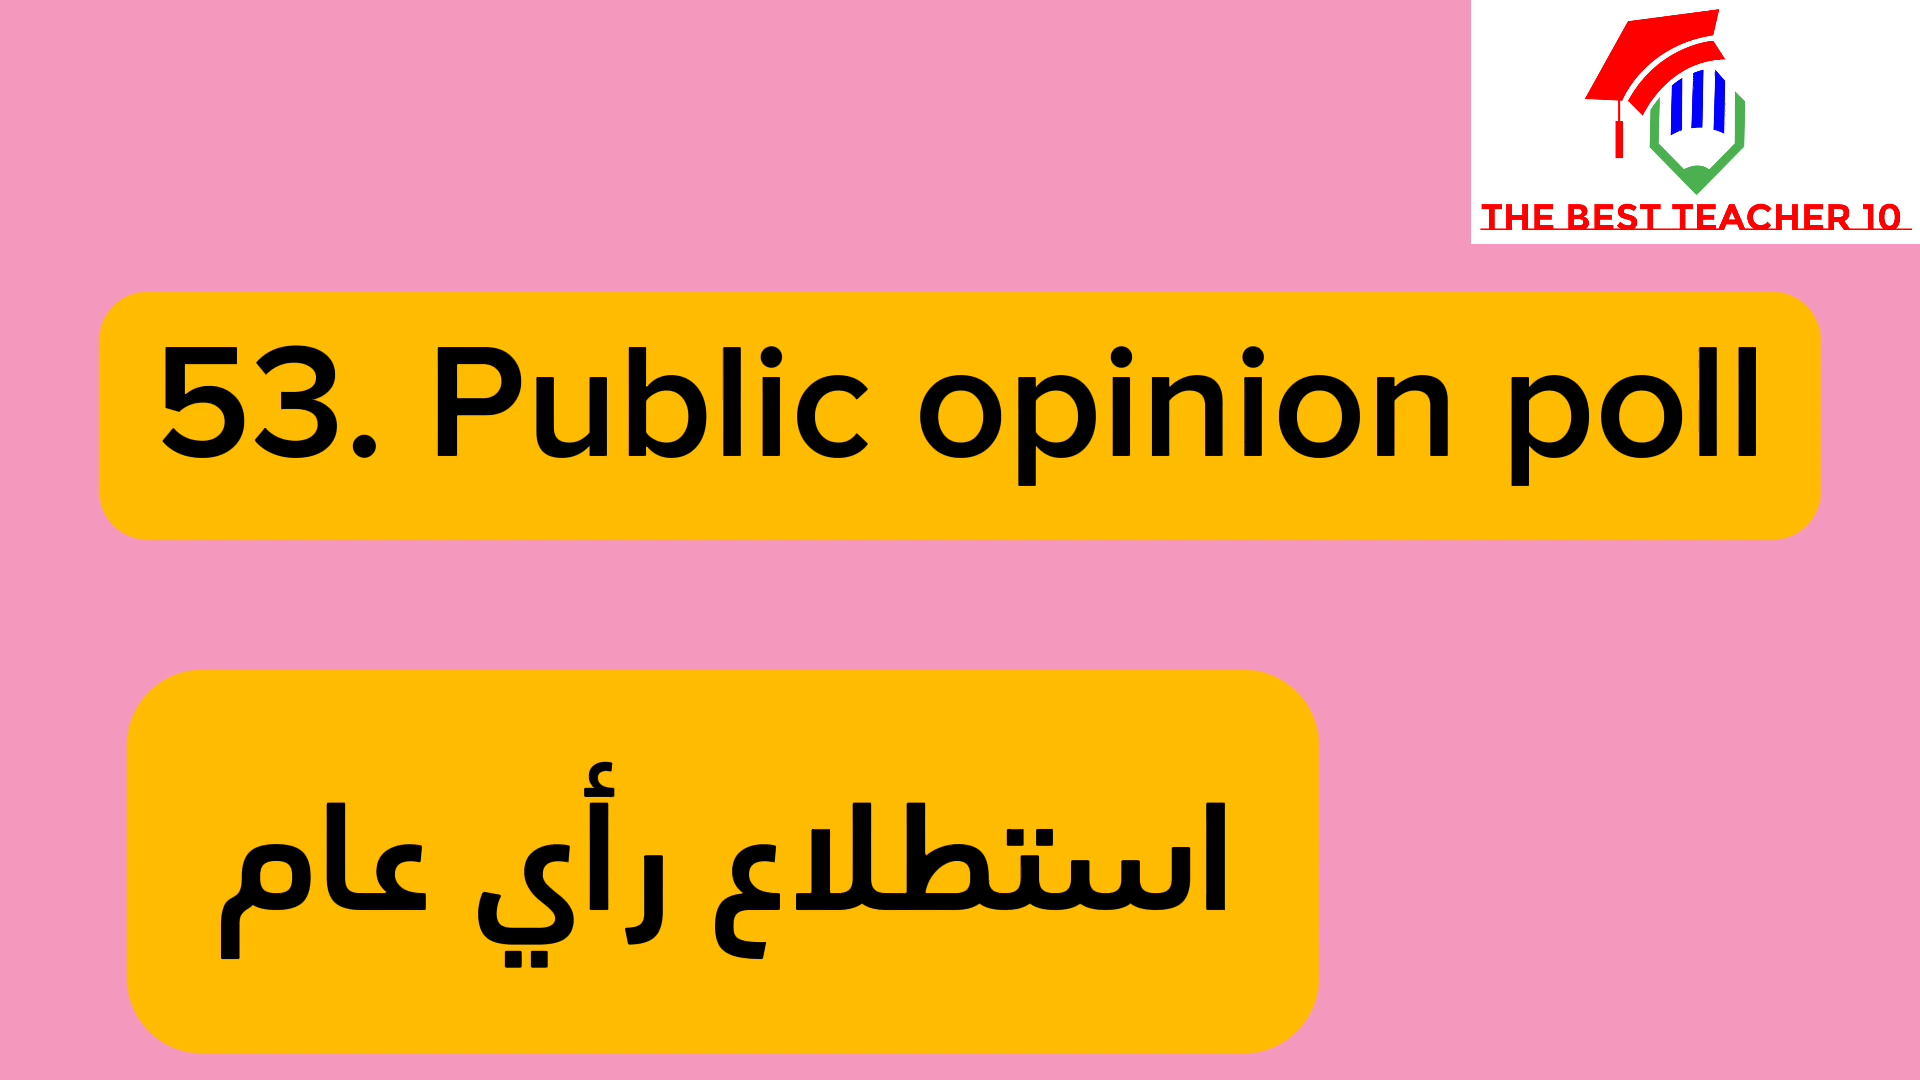 THE BEST TEACHER 10
53. Public opinion poll
استطلاع رأي عام